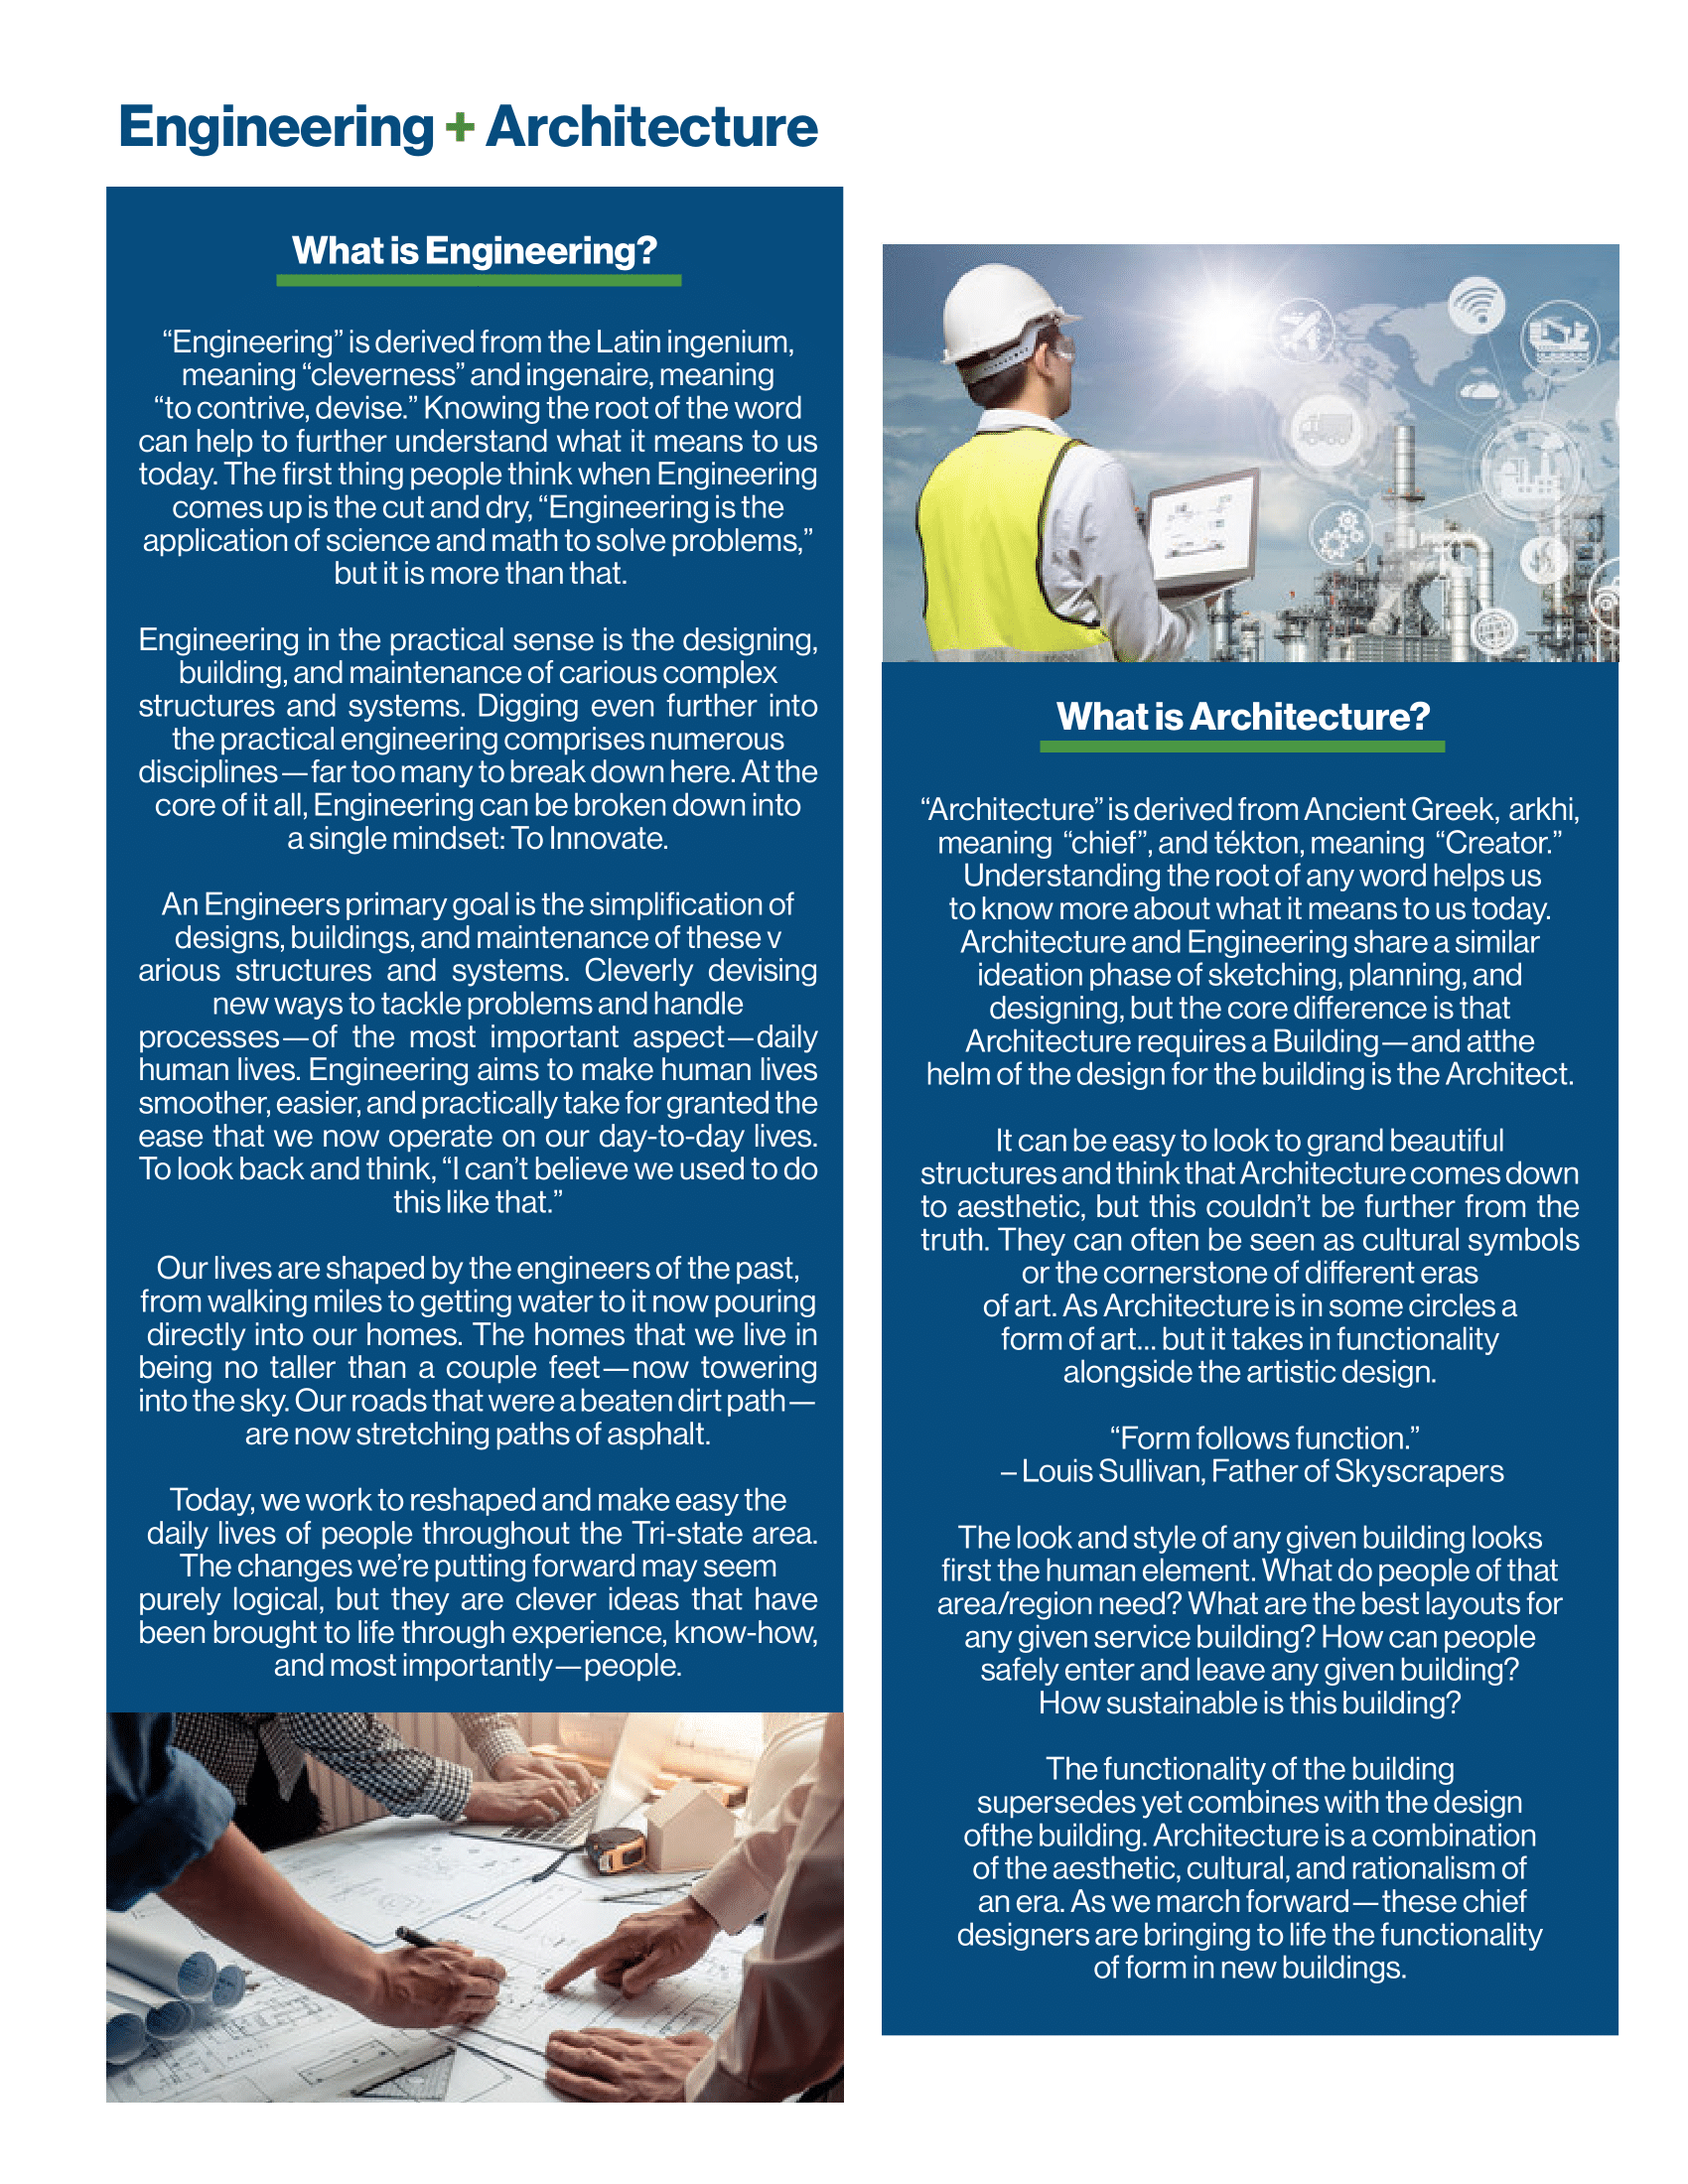 Engineering + Architecture
What is Engineering?
“Engineering” is derived from the Latin ingenium,
meaning “cleverness” and ingenaire, meaning
“to contrive, devise.” Knowing the root of the word
can help to further understand what it means to us
today. The first thing people think when Engineering
comes up is the cut and dry, “Engineering is the
application of science and math to solve problems,”
but it is more than that.
Engineering in the practical sense is the designing,
building, and maintenance of carious complex
structures and systems. Digging even further into
the practical engineering comprises numerous
disciplines—far too many to break down here. At the
core of it all, Engineering can be broken down into
a single mindset: To Innovate.
An Engineers primary goal is the simplification of
designs, buildings, and maintenance of these v
arious structures and systems. Cleverly devising
new ways to tackle problems and handle
processes—of the most important aspect—daily
human lives. Engineering aims to make human lives
smoother, easier, and practically take for granted the
ease that we now operate on our day-to-day lives.
To look back and think, “I can’t believe we used to do
this like that.”
Our lives are shaped by the engineers of the past,
from walking miles to getting water to it now pouring
directly into our homes. The homes that we live in
being no taller than a couple feet—now towering
into the sky. Our roads that were a beaten dirt path—
are now stretching paths of asphalt.
Today, we work to reshaped and make easy the
daily lives of people throughout the Tri-state area.
The changes we’re putting forward may seem
purely logical, but they are clever ideas that have
been brought to life through experience, know-how,
and most importantly—people.
What is Architecture?
“Architecture” is derived from Ancient Greek, arkhi,
meaning “chief”, and tékton, meaning “Creator.”
Understanding the root of any word helps us
to know more about what it means to us today.
Architecture and Engineering share a similar
ideation phase of sketching, planning, and
designing, but the core difference is that
Architecture requires a Building—and atthe
helm of the design for the building is the Architect.
It can be easy to look to grand beautiful
structures and think that Architecture comes down
to aesthetic, but this couldn’t be further from the
truth. They can often be seen as cultural symbols
or the cornerstone of different eras
of art. As Architecture is in some circles a
form of art... but it takes in functionality
alongside the artistic design.
“Form follows function.”
– Louis Sullivan, Father of Skyscrapers
The look and style of any given building looks
first the human element. What do people of that
area/region need? What are the best layouts for
any given service building? How can people
safely enter and leave any given building?
How sustainable is this building?
The functionality of the building
supersedes yet combines with the design
ofthe building. Architecture is a combination
of the aesthetic, cultural, and rationalism of
an era. As we march forward—these chief
designers are bringing to life the functionality
of form in new buildings.